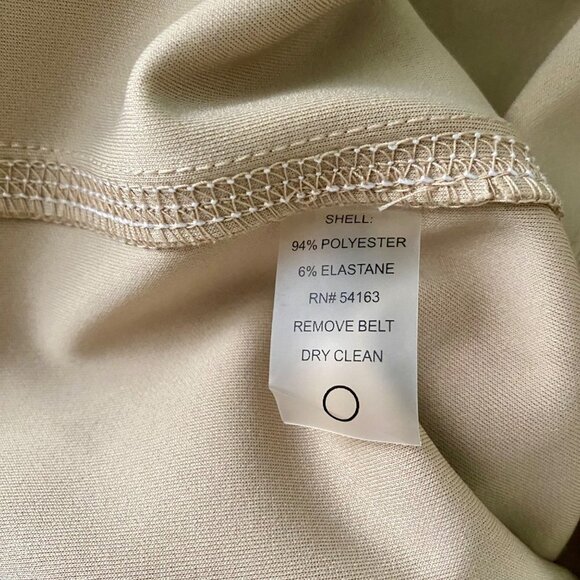 SHELL:
94% POLYESTER
6% ELASTANE
RN# 54163
REMOVE BELT
DRY CLEAN